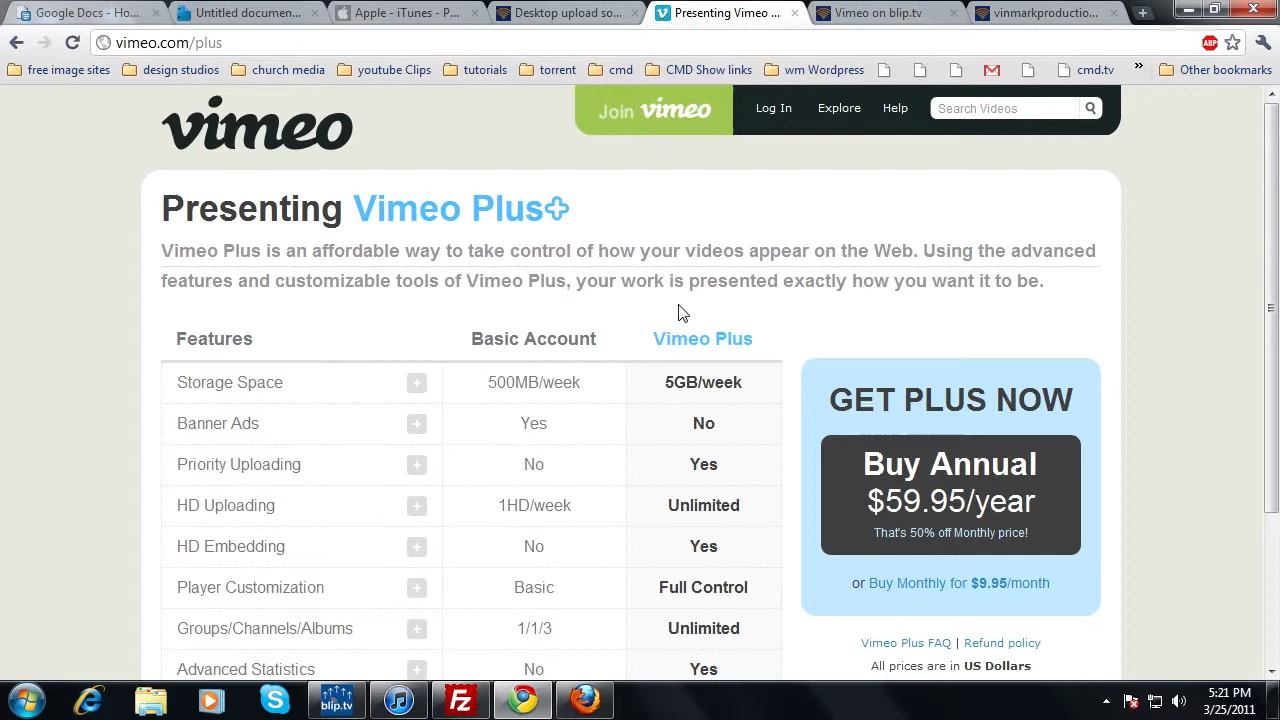 Google Docs - Ho...
Untitled documen...
Apple - iTunes - P...
Desktop upload so...
Presenting Vimeo ...
Vimeo on blip.tv
vinmarkproductio...
vimeo.com/plus
ABP
free image sites
design studios
church media
youtube Clips
tutorials
torrent
cmd
CMD Show links
wm Wordpress
cmd.tv
»
Other bookmarks
vimeo
Join vimeo
Log In
Explore
Help
Search Videos
Presenting Vimeo Plus+
Vimeo Plus is an affordable way to take control of how your videos appear on the Web. Using the advanced
features and customizable tools of Vimeo Plus, your work is presented exactly how you want it to be.
Features Basic Account Vimeo Plus
Storage Space + 500MB/week 5GB/week
Banner Ads + Yes No
Priority Uploading + No Yes
HD Uploading + 1HD/week Unlimited
HD Embedding + No Yes
Player Customization + Basic Full Control
Groups/Channels/Albums + 1/1/3 Unlimited
Advanced Statistics + No Yes
GET PLUS NOW
Buy Annual
$59.95/year
That's 50% off Monthly price!
or Buy Monthly for $9.95/month
Vimeo Plus FAQ | Refund policy
All prices are in US Dollars
blip.tv
5:21 PM
3/25/2011